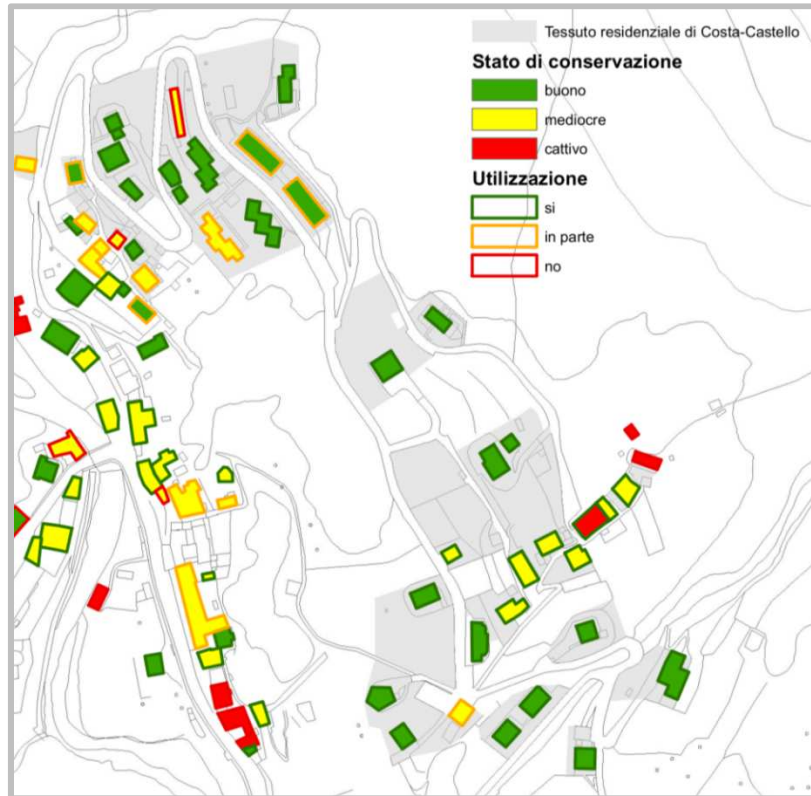 Tessuto residenziale di Costa-Castello
Stato di conservazione
buono
mediocre
cattivo
Utilizzazione
si
in parte
no